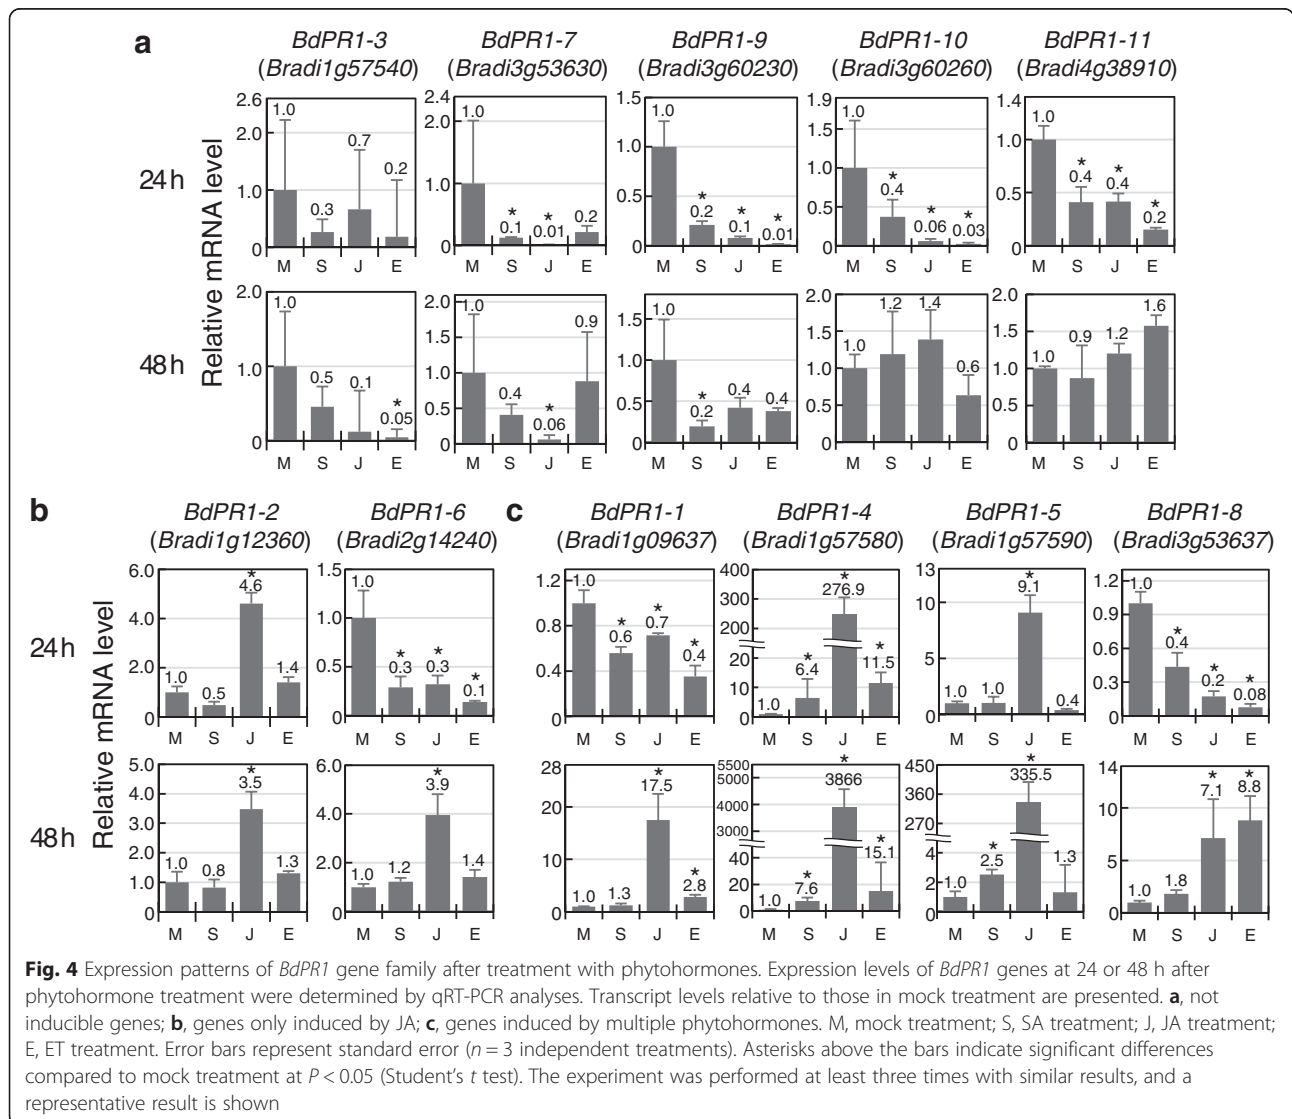 a
BdPR1-3 BdPR1-7 BdPR1-9 BdPR1-10 BdPR1-11
(Bradi1g57540) (Bradi3g53630) (Bradi3g60230) (Bradi3g60260) (Bradi4g38910)
Relative mRNA level
24 h
2.6 2.0 1.0 0
1.0 0.3 0.7 0.2
M S J E
2.4 2.0 1.0 0
1.0 * 0.1 * 0.01 0.2
M S J E
1.5 1.0 0.5 0
1.0 * 0.2 * 0.1 * 0.01
M S J E
1.9 1.5 1.0 0.5 0
1.0 * 0.4 * 0.06 * 0.03
M S J E
1.4 1.0 0.5 0
1.0 * 0.4 * 0.4 * 0.2
M S J E
48 h
2.0 1.5 1.0 0.5 0
1.0 0.5 0.1 * 0.05
M S J E
2.0 1.5 1.0 0.5 0
1.0 0.4 * 0.06 0.9
M S J E
1.5 1.0 0.5 0
1.0 * 0.2 0.4 0.4
M S J E
2.0 1.5 1.0 0.5 0
1.0 1.2 1.4 0.6
M S J E
2.0 1.5 1.0 0.5 0
1.0 0.9 1.2 1.6
M S J E
b
BdPR1-2 BdPR1-6
(Bradi1g12360) (Bradi2g14240)
c
BdPR1-1 BdPR1-4 BdPR1-5 BdPR1-8
(Bradi1g09637) (Bradi1g57580) (Bradi1g57590) (Bradi3g53637)
Relative mRNA level
24 h
6.0 4.0 2.0 0
1.0 0.5 * 4.6 1.4
M S J E
1.5 1.0 0.5 0
1.0 * 0.3 * 0.3 * 0.1
M S J E
1.2 0.8 0.4 0
1.0 * 0.6 * 0.7 * 0.4
M S J E
400 300 200 20 10 0
1.0 * 6.4 * 276.9 * 11.5
M S J E
13 10 5 0
1.0 1.0 * 9.1 0.4
M S J E
1.2 0.9 0.6 0.3 0
1.0 * 0.4 * 0.2 * 0.08
M S J E
48 h
5.0 4.0 3.0 2.0 1.0 0
1.0 0.8 * 3.5 1.3
M S J E
6.0 4.0 2.0 0
1.0 1.2 * 3.9 1.4
M S J E
28 20 10 0
1.0 1.3 * 17.5 * 2.8
M S J E
5500 5000 4000 3000 40 20 0
1.0 * 7.6 * 3866 * 15.1
M S J E
450 360 270 4 2 0
1.0 * 2.5 * 335.5 1.3
M S J E
14 10 5 0
1.0 1.8 * 7.1 * 8.8
M S J E
Fig. 4 Expression patterns of BdPR1 gene family after treatment with phytohormones. Expression levels of BdPR1 genes at 24 or 48 h after
phytohormone treatment were determined by qRT-PCR analyses. Transcript levels relative to those in mock treatment are presented. a, not
inducible genes; b, genes only induced by JA; c, genes induced by multiple phytohormones. M, mock treatment; S, SA treatment; J, JA treatment;
E, ET treatment. Error bars represent standard error (n = 3 independent treatments). Asterisks above the bars indicate significant differences
compared to mock treatment at P < 0.05 (Student's t test). The experiment was performed at least three times with similar results, and a
representative result is shown